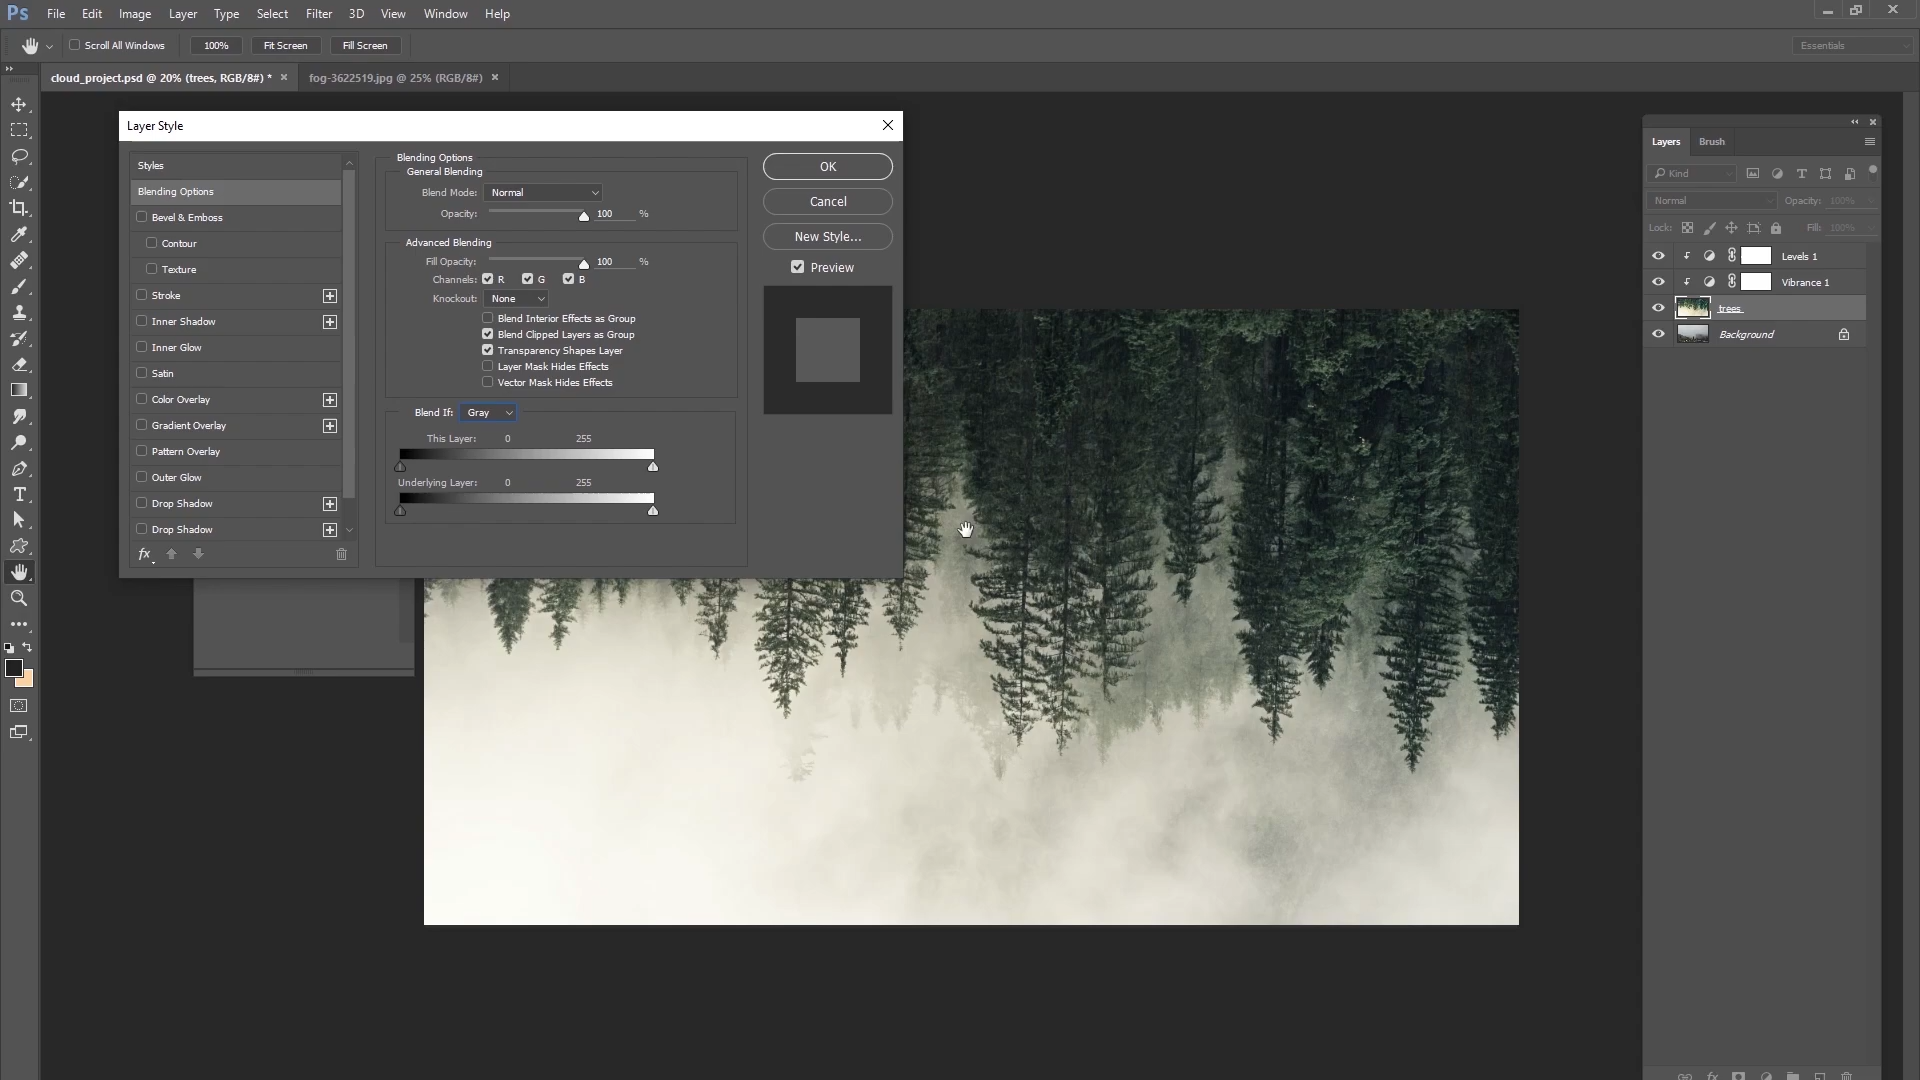 Ps File Edit Image Layer Type Select Filter 3D View Window Help
Scroll All Windows 100% Fit Screen Fill Screen Essentials
cloud_project.psd @ 20% (trees, RGB/8#) * × fog-3622519.jpg @ 25% (RGB/8#) ×
Layer Style
Styles
Blending Options
Bevel & Emboss
Contour
Texture
Stroke
Inner Shadow
Inner Glow
Satin
Color Overlay
Gradient Overlay
Pattern Overlay
Outer Glow
Drop Shadow
Drop Shadow
fx
Blending Options
General Blending
Blend Mode: Normal
Opacity: 100 %
Advanced Blending
Fill Opacity: 100 %
Channels: R G B
Knockout: None
Blend Interior Effects as Group
Blend Clipped Layers as Group
Transparency Shapes Layer
Layer Mask Hides Effects
Vector Mask Hides Effects
Blend If: Gray
This Layer: 0 255
Underlying Layer: 0 255
OK
Cancel
New Style...
Preview
Layers Brush
Kind
Normal Opacity: 100%
Lock: Fill: 100%
Levels 1
Vibrance 1
trees
Background